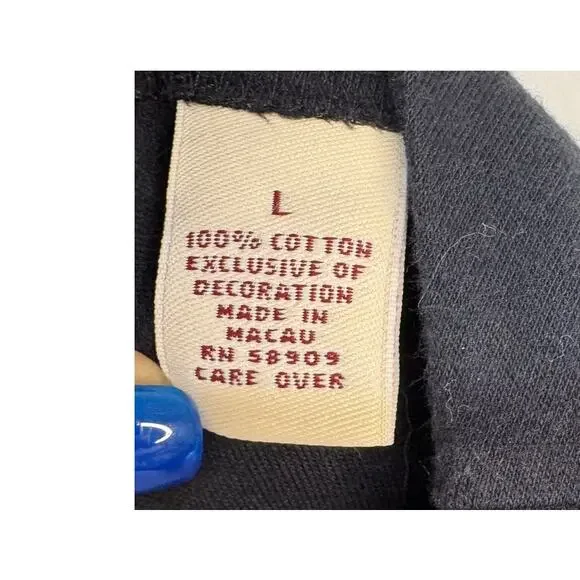 L
100% COTTON
EXCLUSIVE OF
DECORATION
MADE IN
MACAU
RN 58909
CARE OVER